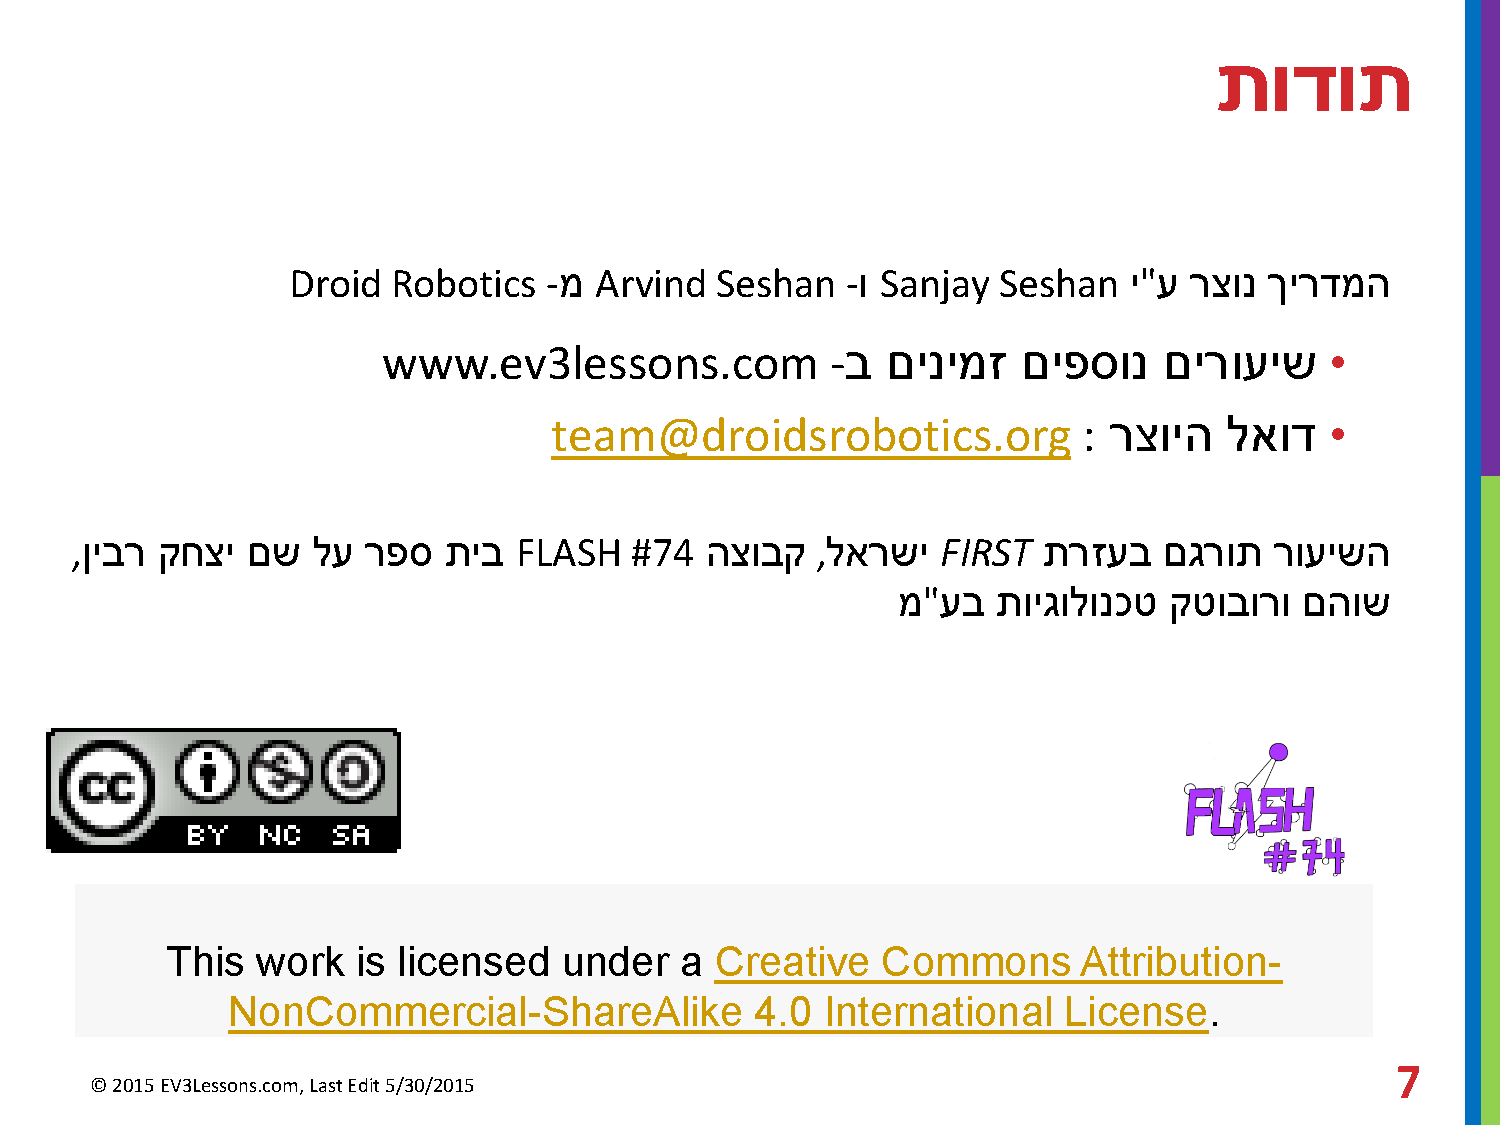 תודות
המדריך נוצר ע"י Sanjay Seshan ו- Arvind Seshan מ- Droid Robotics
• שיעורים נוספים זמינים ב- www.ev3lessons.com
• דואל היוצר : team@droidsrobotics.org
השיעור תורגם בעזרת FIRST ישראל, קבוצה FLASH #74 בית ספר על שם יצחק רבין,
שוהם ורובוטק טכנולוגיות בע"מ
cc BY NC SA
FLASH
#74
This work is licensed under a Creative Commons Attribution-
NonCommercial-ShareAlike 4.0 International License.
© 2015 EV3Lessons.com, Last Edit 5/30/2015
7